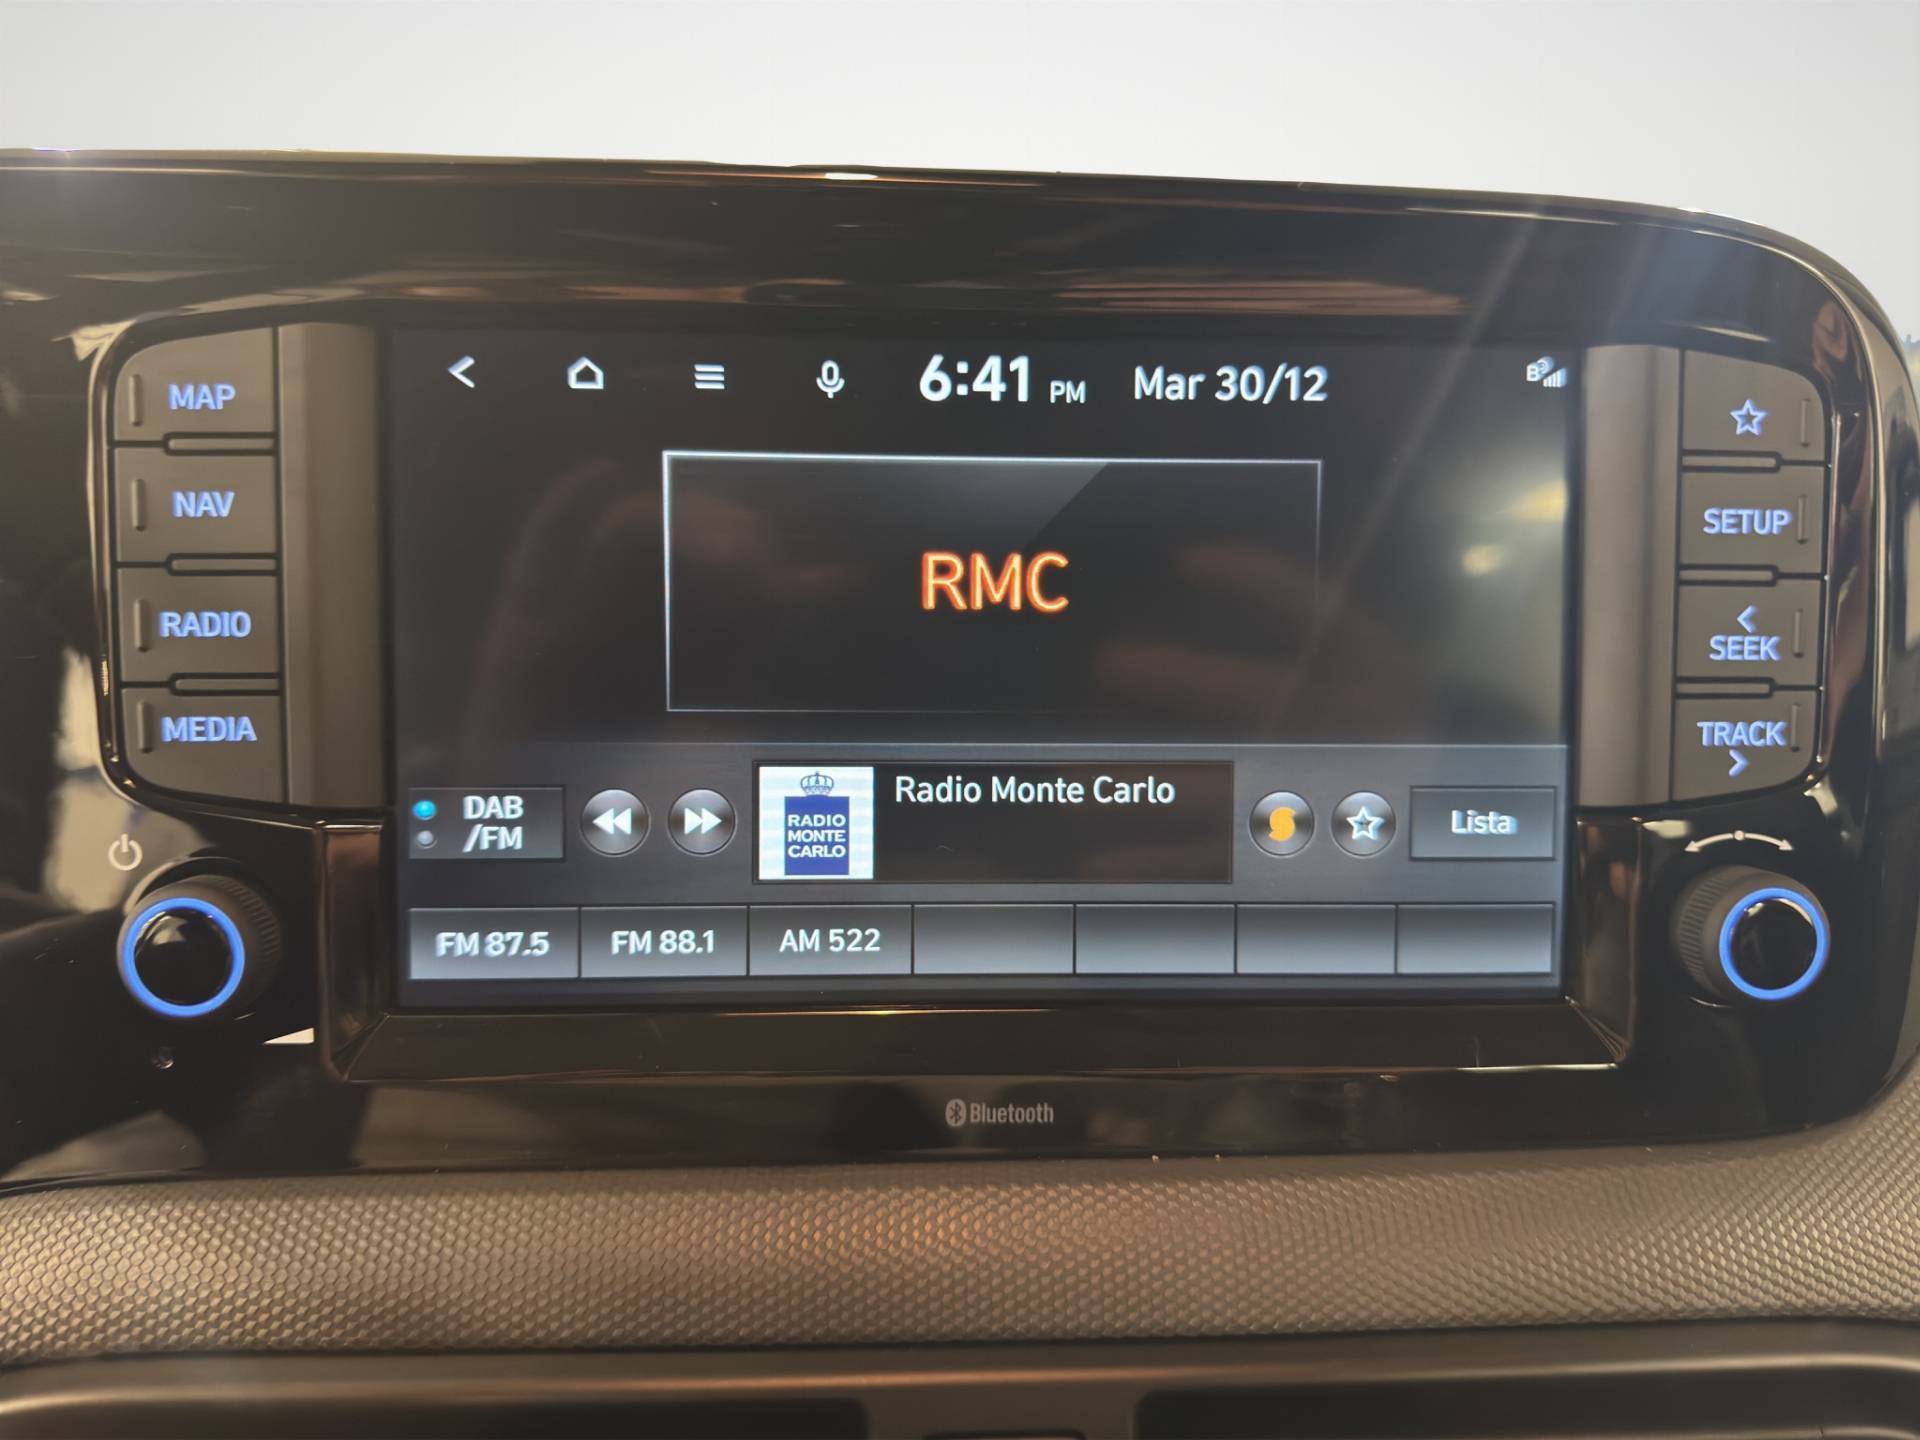 6:41 PM Mar 30/12
MAP
NAV
RADIO
MEDIA
RMC
DAB
/FM
RADIO
MONTE
CARLO
Radio Monte Carlo
Lista
FM 87.5 FM 88.1 AM 522
SETUP
SEEK
TRACK
Bluetooth